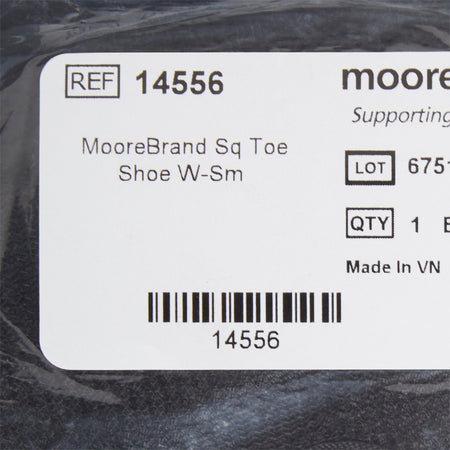 REF 14556
moore
Supporting
MooreBrand Sq Toe
Shoe W-Sm
LOT 6751
QTY 1
Made In VN
14556